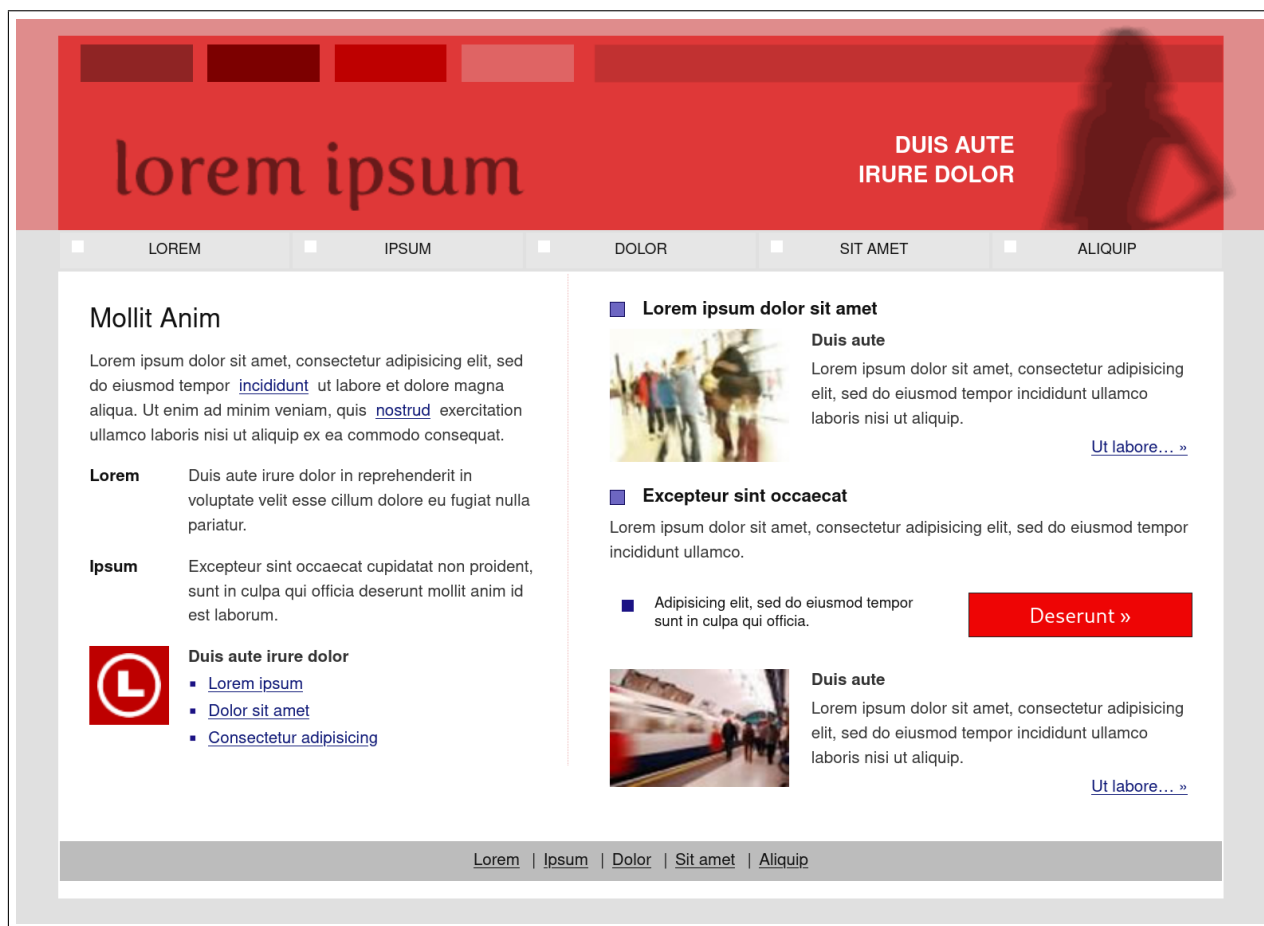 lorem ipsum
DUIS AUTE
IRURE DOLOR
LOREM
IPSUM
DOLOR
SIT AMET
ALIQUIP
Mollit Anim
Lorem ipsum dolor sit amet, consectetur adipisicing elit, sed
do eiusmod tempor incididunt ut labore et dolore magna
aliqua. Ut enim ad minim veniam, quis nostrud exercitation
ullamco laboris nisi ut aliquip ex ea commodo consequat.
Lorem Duis aute irure dolor in reprehenderit in
voluptate velit esse cillum dolore eu fugiat nulla
pariatur.
Ipsum Excepteur sint occaecat cupidatat non proident,
sunt in culpa qui officia deserunt mollit anim id
est laborum.
L
Duis aute irure dolor
Lorem ipsum
Dolor sit amet
Consectetur adipisicing
Lorem ipsum dolor sit amet
Duis aute
Lorem ipsum dolor sit amet, consectetur adipisicing
elit, sed do eiusmod tempor incididunt ullamco
laboris nisi ut aliquip.
Ut labore… »
Excepteur sint occaecat
Lorem ipsum dolor sit amet, consectetur adipisicing elit, sed do eiusmod tempor
incididunt ullamco.
Adipisicing elit, sed do eiusmod tempor
sunt in culpa qui officia.
Deserunt »
Duis aute
Lorem ipsum dolor sit amet, consectetur adipisicing
elit, sed do eiusmod tempor incididunt ullamco
laboris nisi ut aliquip.
Ut labore… »
Lorem | Ipsum | Dolor | Sit amet | Aliquip